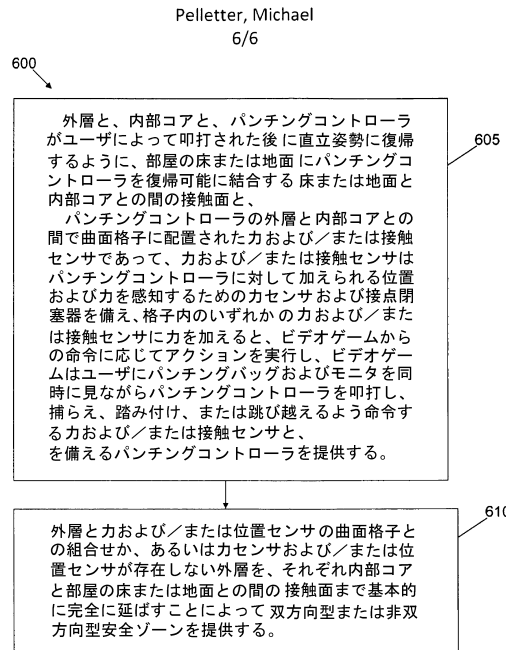 Pelletter, Michael
6/6
600
外層と、内部コアと、パンチングコントローラ
がユーザによって叩打された後に直立姿勢に復帰
するように、部屋の床または地面にパンチングコ
ントローラを復帰可能に結合する床または地面と
内部コアとの間の接触面と、
パンチングコントローラの外層と内部コアとの
間で曲面格子に配置された力および／または接触
センサであって、力および／または接触センサは
パンチングコントローラに対して加えられる位置
および力を感知するための力センサおよび接点閉
塞器を備え、格子内のいずれかの力および／また
は接触センサに力を加えると、ビデオゲームから
の命令に応じてアクションを実行し、ビデオゲー
ムはユーザにパンチングバッグおよびモニタを同
時に見ながらパンチングコントローラを叩打し、
捕らえ、踏み付け、または跳び越えるよう命令す
る力および／または接触センサと、
を備えるパンチングコントローラを提供する。
605
外層と力および／または位置センサの曲面格子と
の組合せか、あるいは力センサおよび／または位
置センサが存在しない外層を、それぞれ内部コア
と部屋の床または地面との間の接触面まで基本的
に完全に延ばすことによって双方向型または非双
方向型安全ゾーンを提供する。
610